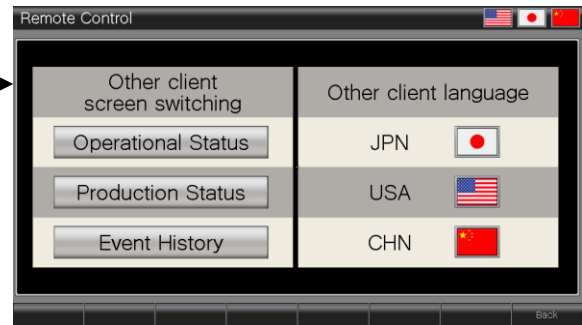 Remote Control
Other client
screen switching
Other client language
Operational Status
JPN
Production Status
USA
Event History
CHN
Back